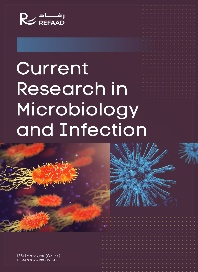 رفاد
REFAAD
Current
Research in
Microbiology
and Infection